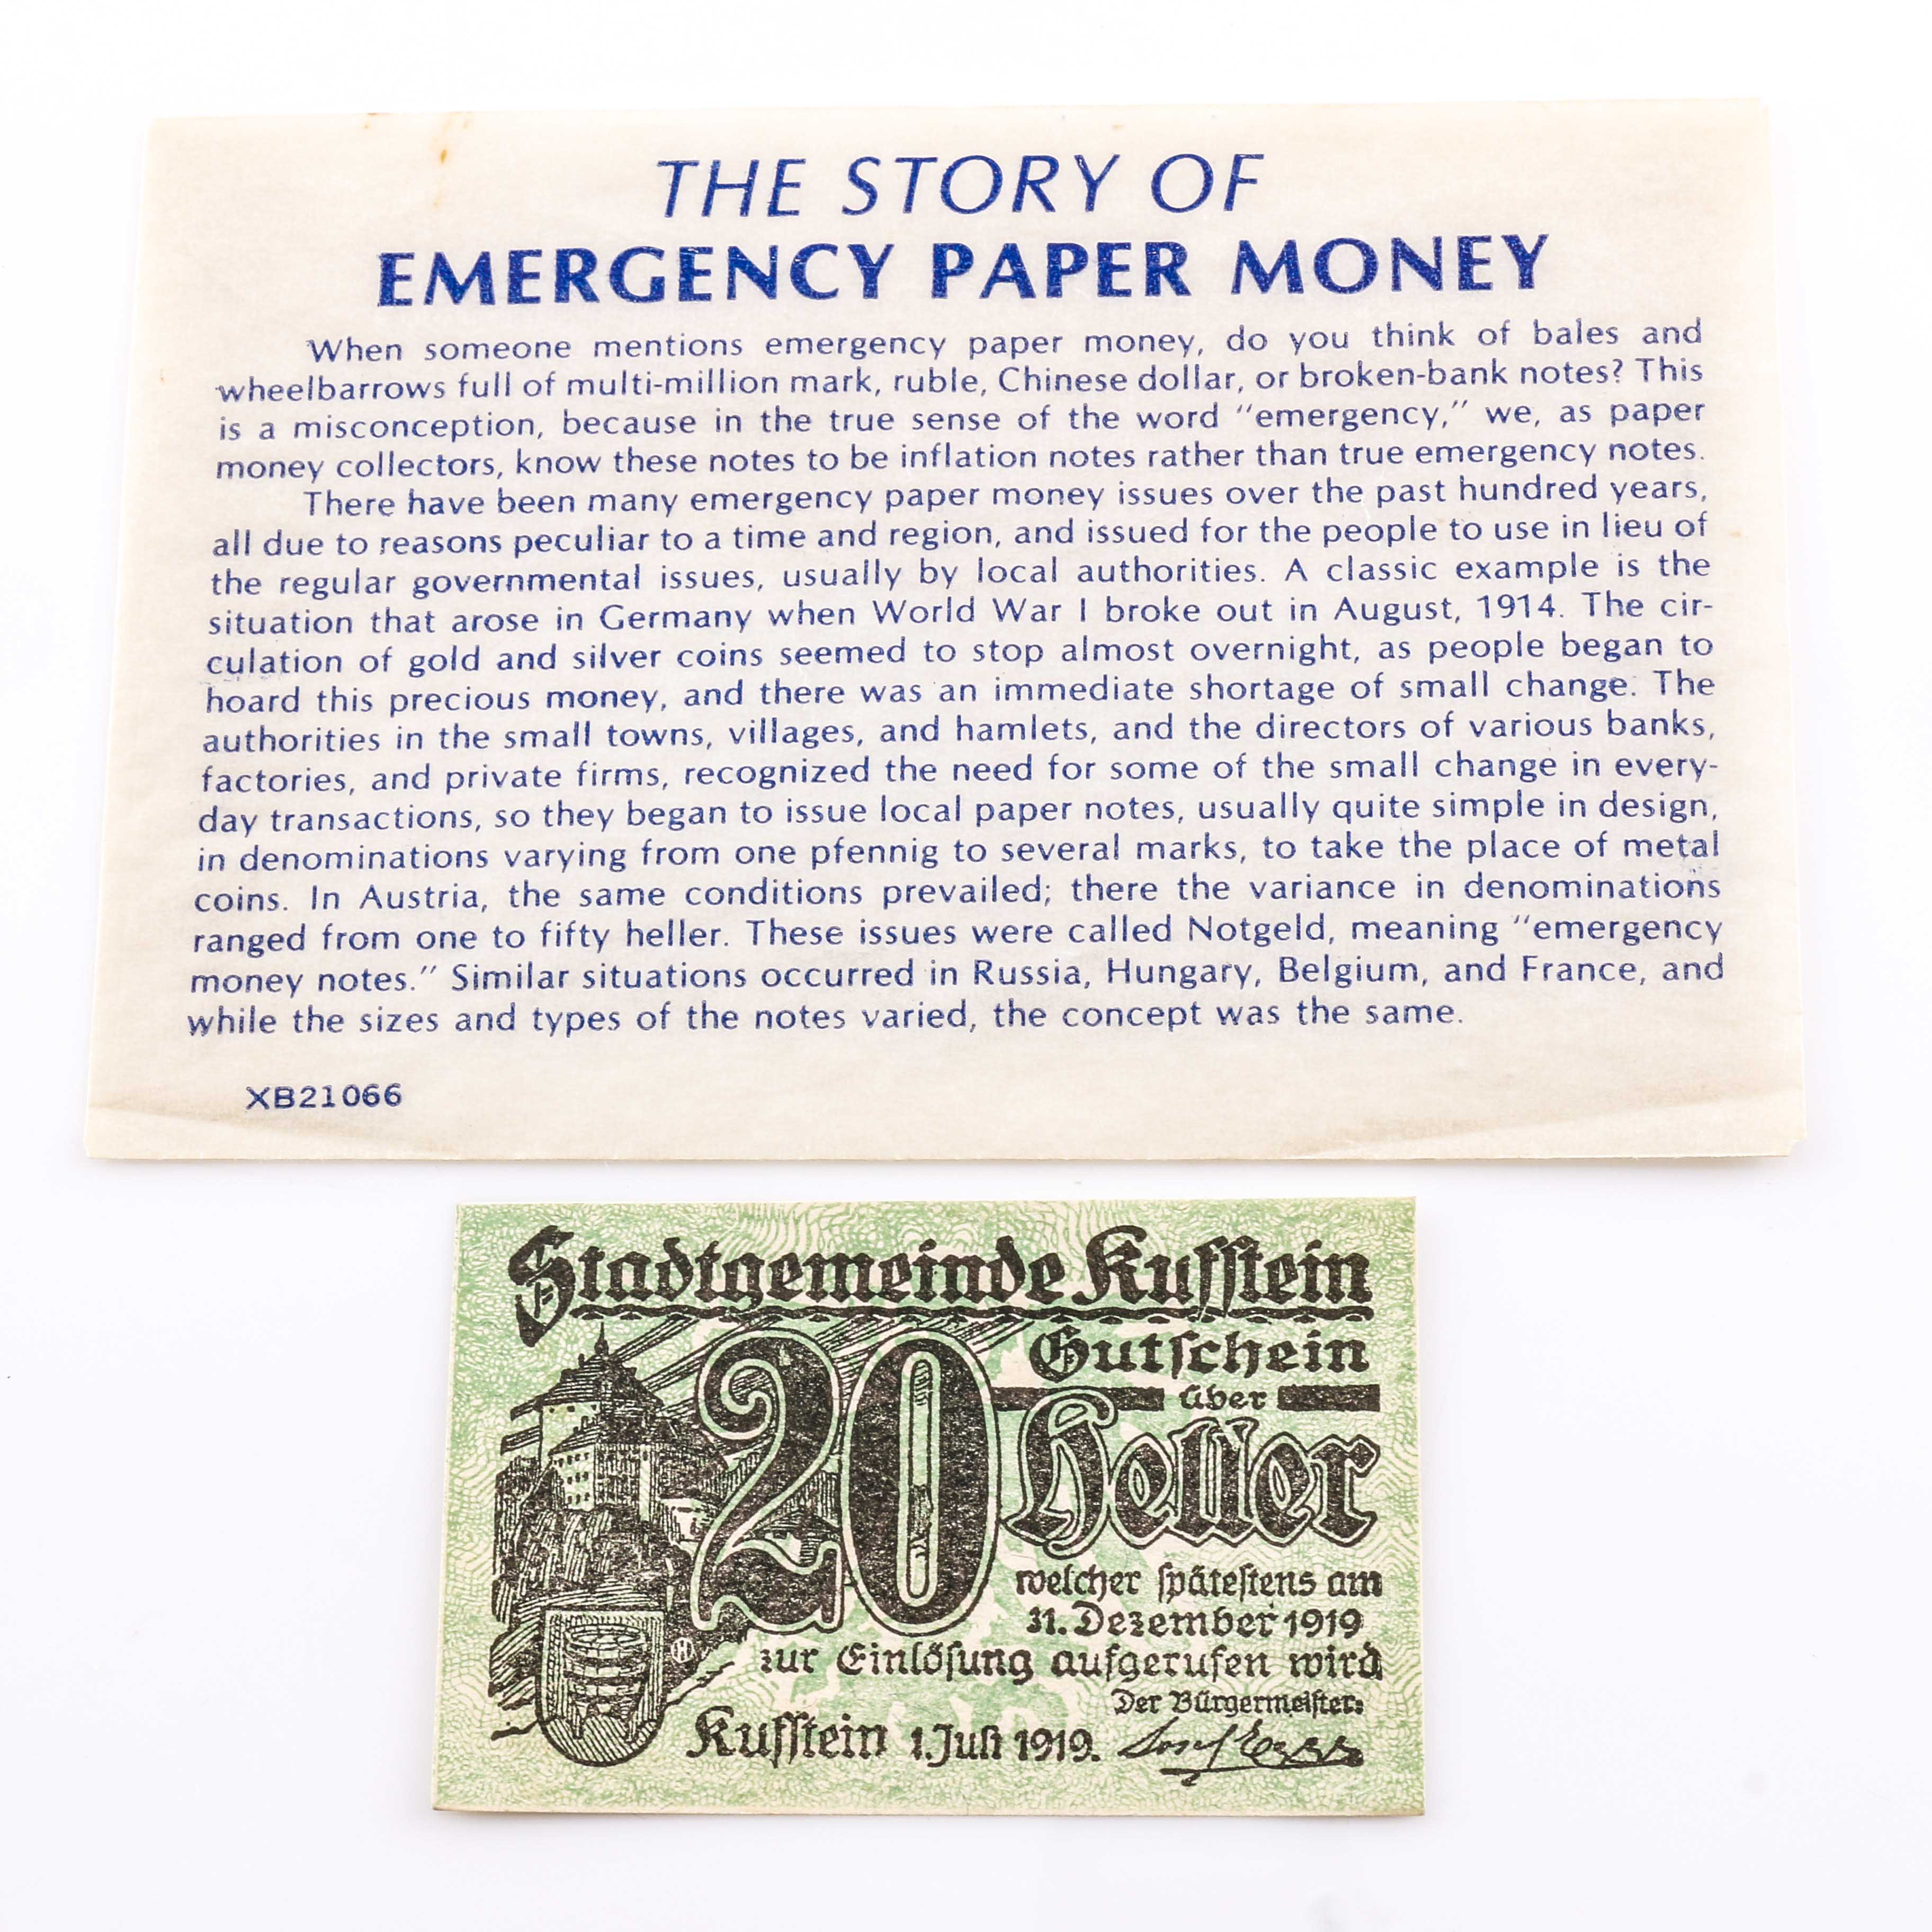 THE STORY OF
EMERGENCY PAPER MONEY
When someone mentions emergency paper money, do you think of bales and
wheelbarrows full of multi-million mark, ruble, Chinese dollar, or broken-bank notes? This
is a misconception, because in the true sense of the word "emergency," we, as paper
money collectors, know these notes to be inflation notes rather than true emergency notes.
There have been many emergency paper money issues over the past hundred years,
all due to reasons peculiar to a time and region, and issued for the people to use in lieu of
the regular governmental issues, usually by local authorities. A classic example is the
situation that arose in Germany when World War I broke out in August, 1914. The cir-
culation of gold and silver coins seemed to stop almost overnight, as people began to
hoard this precious money, and there was an immediate shortage of small change. The
authorities in the small towns, villages, and hamlets, and the directors of various banks,
factories, and private firms, recognized the need for some of the small change in every-
day transactions, so they began to issue local paper notes, usually quite simple in design,
in denominations varying from one pfennig to several marks, to take the place of metal
coins. In Austria, the same conditions prevailed; there the variance in denominations
ranged from one to fifty heller. These issues were called Notgeld, meaning "emergency
money notes." Similar situations occurred in Russia, Hungary, Belgium, and France, and
while the sizes and types of the notes varied, the concept was the same.
XB21066
Stadtgemeinde Kufſtein
Gutſchein
über
20 Heller
welcher ſpäteſtens am
31. Dezember 1919
zur Einlöſung aufgerufen wird
Der Bürgermeiſter:
Kufſtein 1. Juli 1919.